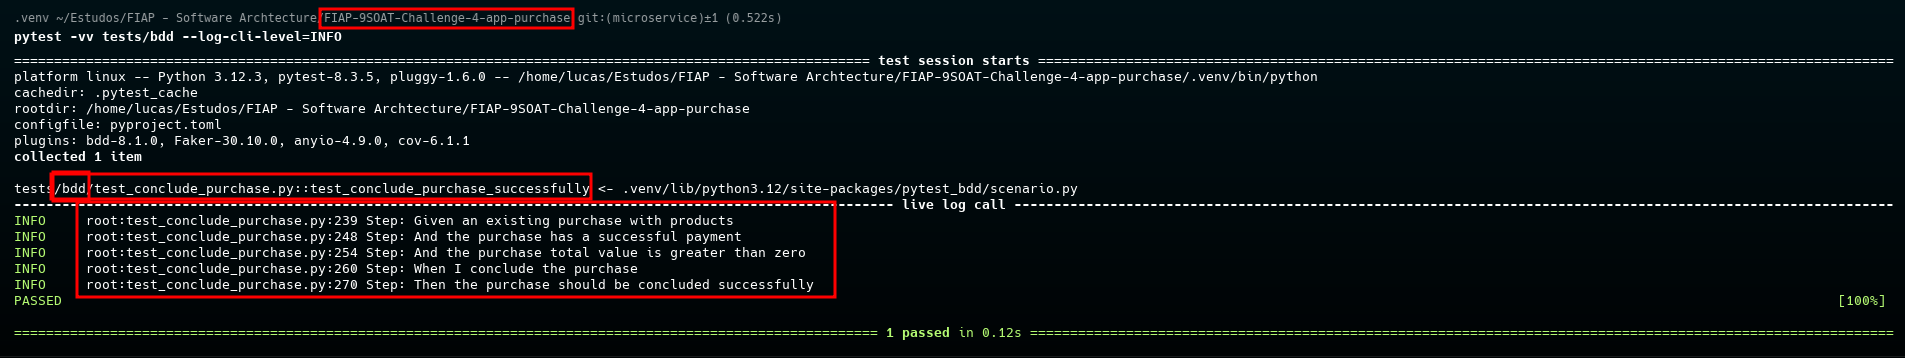 .venv ~/Estudos/FIAP - Software Archtecture/FIAP-9SOAT-Challenge-4-app-purchase git:(microservice)±1 (0.522s)
pytest -vv tests/bdd --log-cli-level=INFO
=========================================================================================================== test session starts ===========================================================================================================
platform linux -- Python 3.12.3, pytest-8.3.5, pluggy-1.6.0 -- /home/lucas/Estudos/FIAP - Software Archtecture/FIAP-9SOAT-Challenge-4-app-purchase/.venv/bin/python
cachedir: .pytest_cache
rootdir: /home/lucas/Estudos/FIAP - Software Archtecture/FIAP-9SOAT-Challenge-4-app-purchase
configfile: pyproject.toml
plugins: bdd-8.1.0, Faker-30.10.0, anyio-4.9.0, cov-6.1.1
collected 1 item
tests/bdd/test_conclude_purchase.py::test_conclude_purchase_successfully <- .venv/lib/python3.12/site-packages/pytest_bdd/scenario.py
-------------------------------------------------------------------------------------------------------------- live log call --------------------------------------------------------------------------------------------------------------
INFO     root:test_conclude_purchase.py:239 Step: Given an existing purchase with products
INFO     root:test_conclude_purchase.py:248 Step: And the purchase has a successful payment
INFO     root:test_conclude_purchase.py:254 Step: And the purchase total value is greater than zero
INFO     root:test_conclude_purchase.py:260 Step: When I conclude the purchase
INFO     root:test_conclude_purchase.py:270 Step: Then the purchase should be concluded successfully
PASSED [100%]
============================================================================================================ 1 passed in 0.12s ============================================================================================================